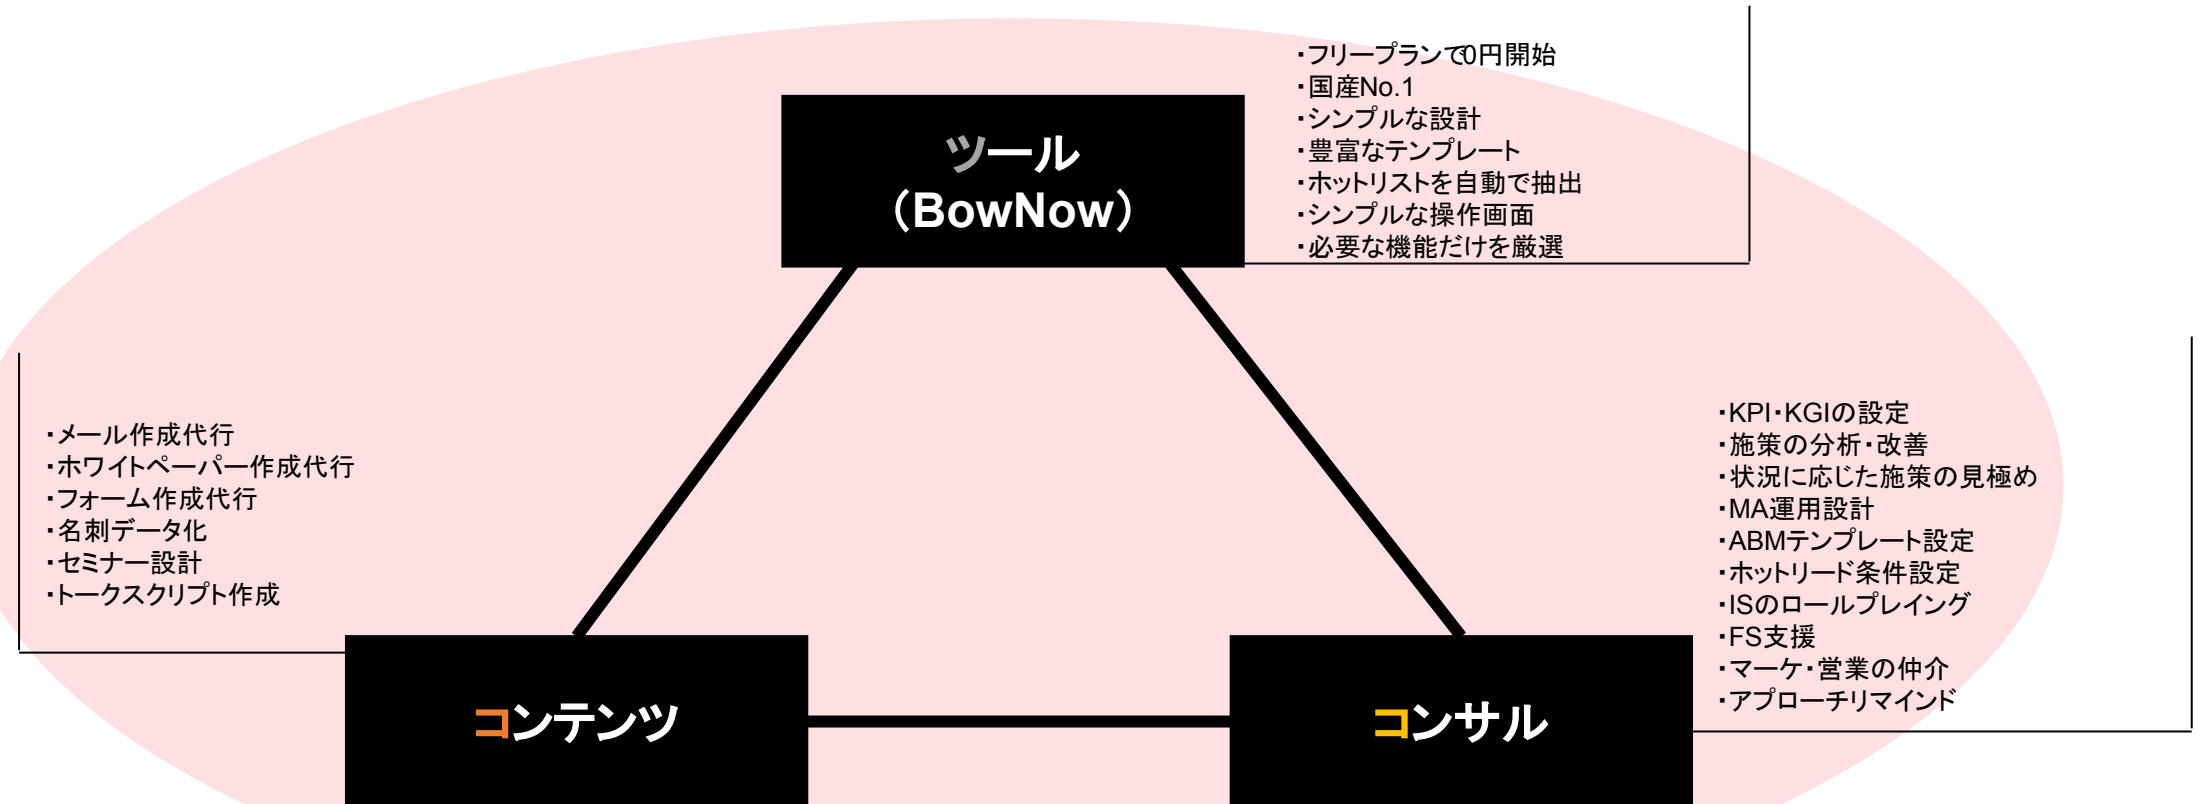 ・フリープランで0円開始
・国産No.1
・シンプルな設計
・豊富なテンプレート
・ホットリストを自動で抽出
・シンプルな操作画面
・必要な機能だけを厳選
ツール
（BowNow）
・メール作成代行
・ホワイトペーパー作成代行
・フォーム作成代行
・名刺データ化
・セミナー設計
・トークスクリプト作成
・KPI・KGIの設定
・施策の分析・改善
・状況に応じた施策の見極め
・MA運用設計
・ABMテンプレート設定
・ホットリード条件設定
・ISのロールプレイング
・FS支援
・マーケ・営業の仲介
・アプローチリマインド
コンテンツ
コンサル